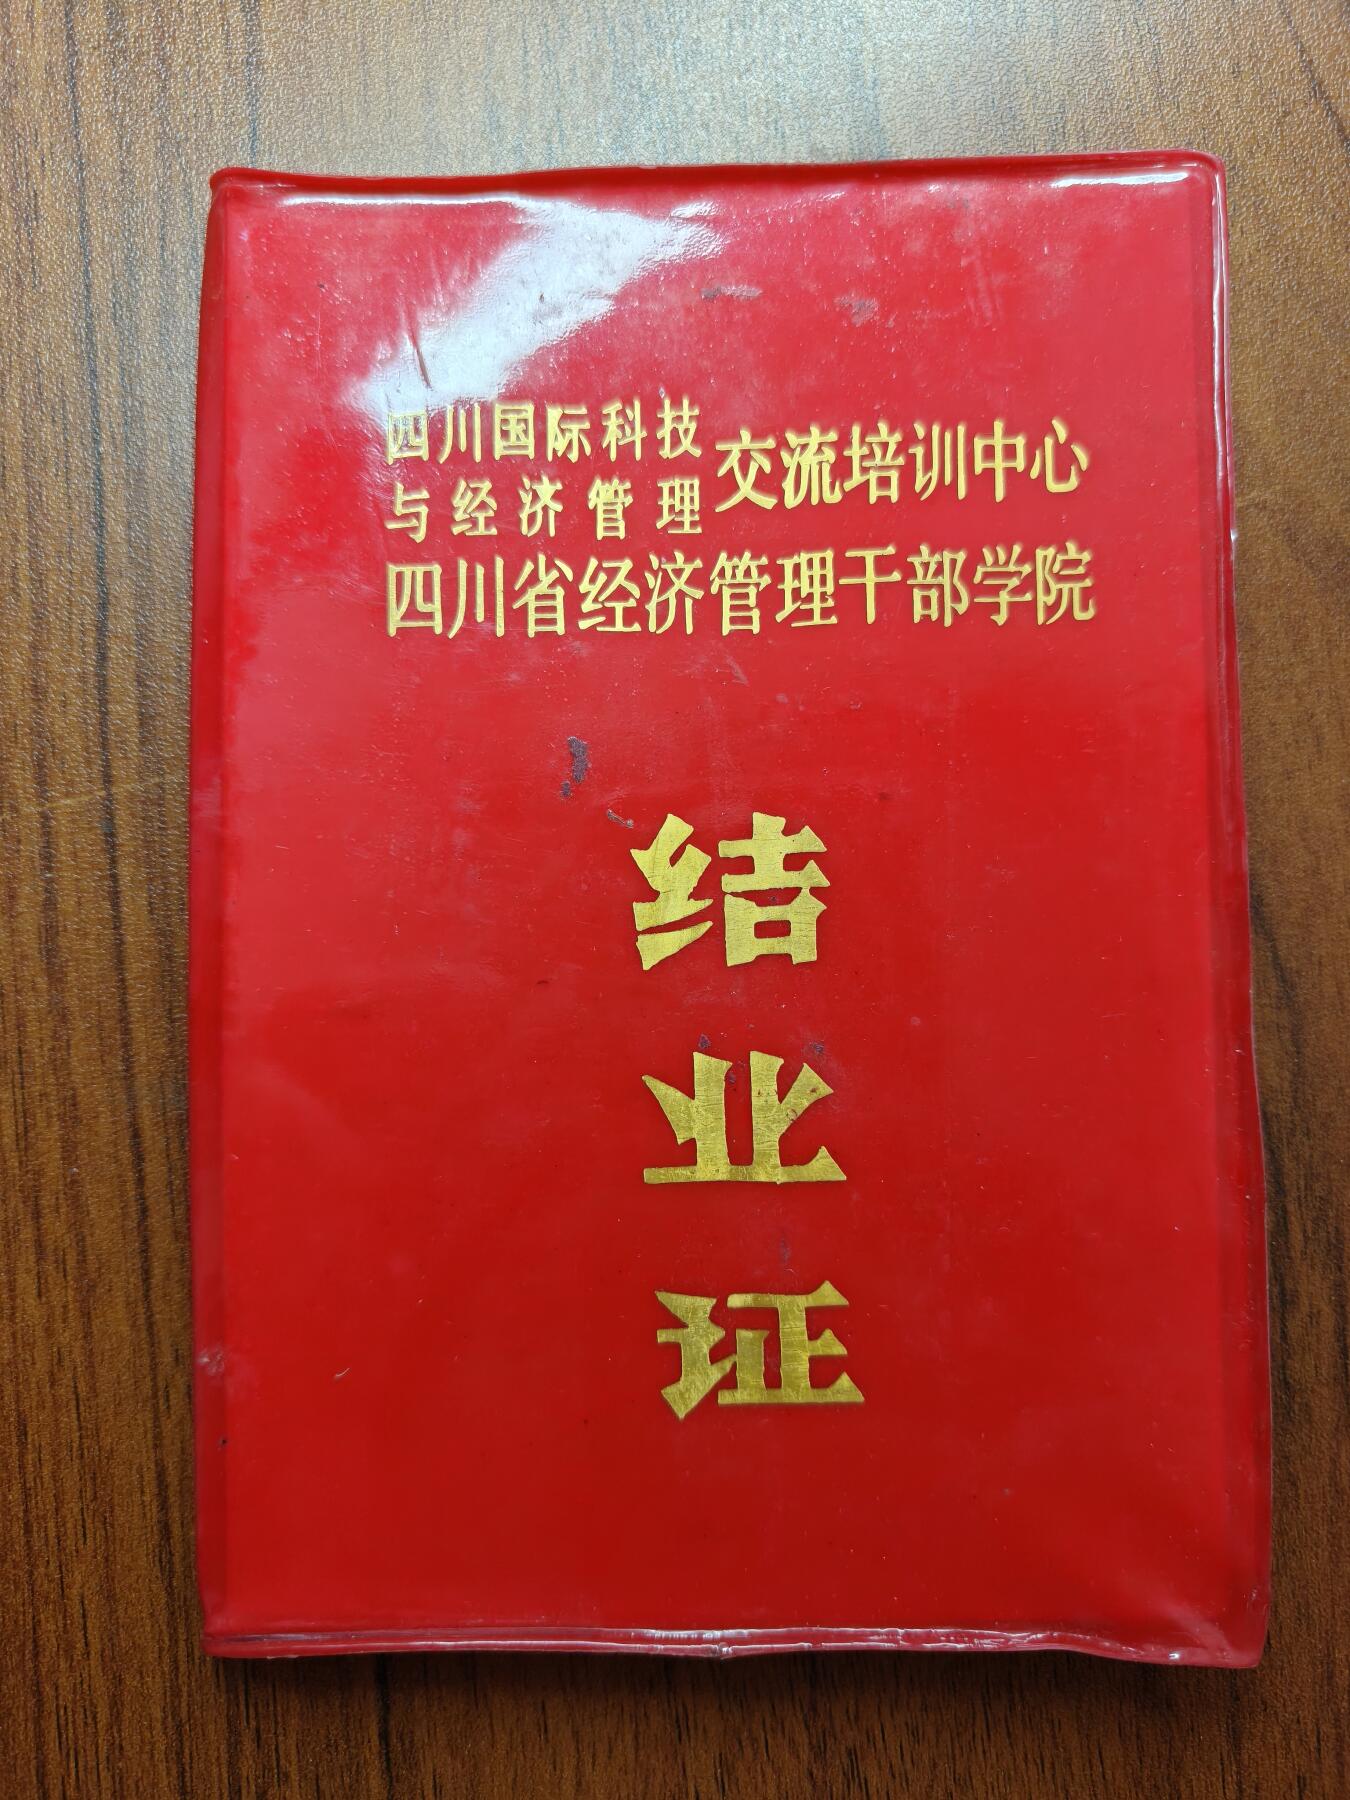 四川国际科技
与经济管理
交流培训中心
四川省经济管理干部学院
结
业
证